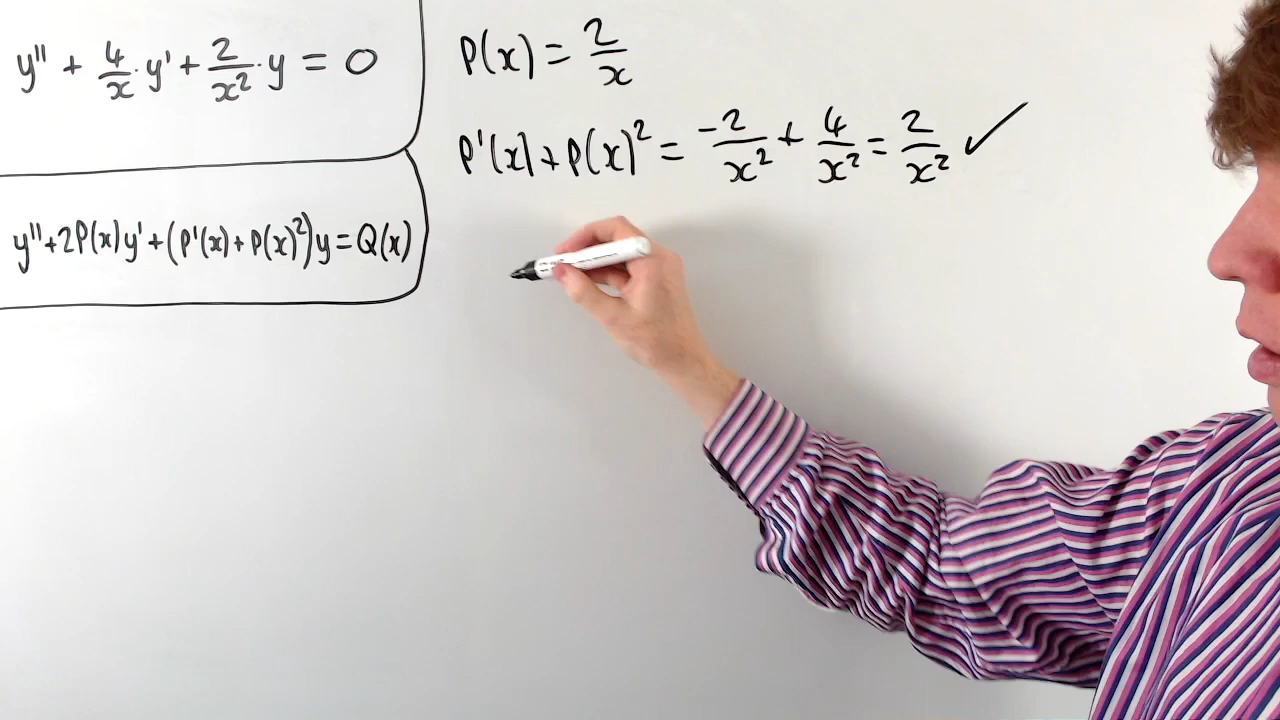 y'' + 4/x · y' + 2/x² · y = 0
y'' + 2P(x)y' + (P'(x) + P(x)²)y = Q(x)
P(x) = 2/x
P'(x) + P(x)² = -2/x² + 4/x² = 2/x² ✓